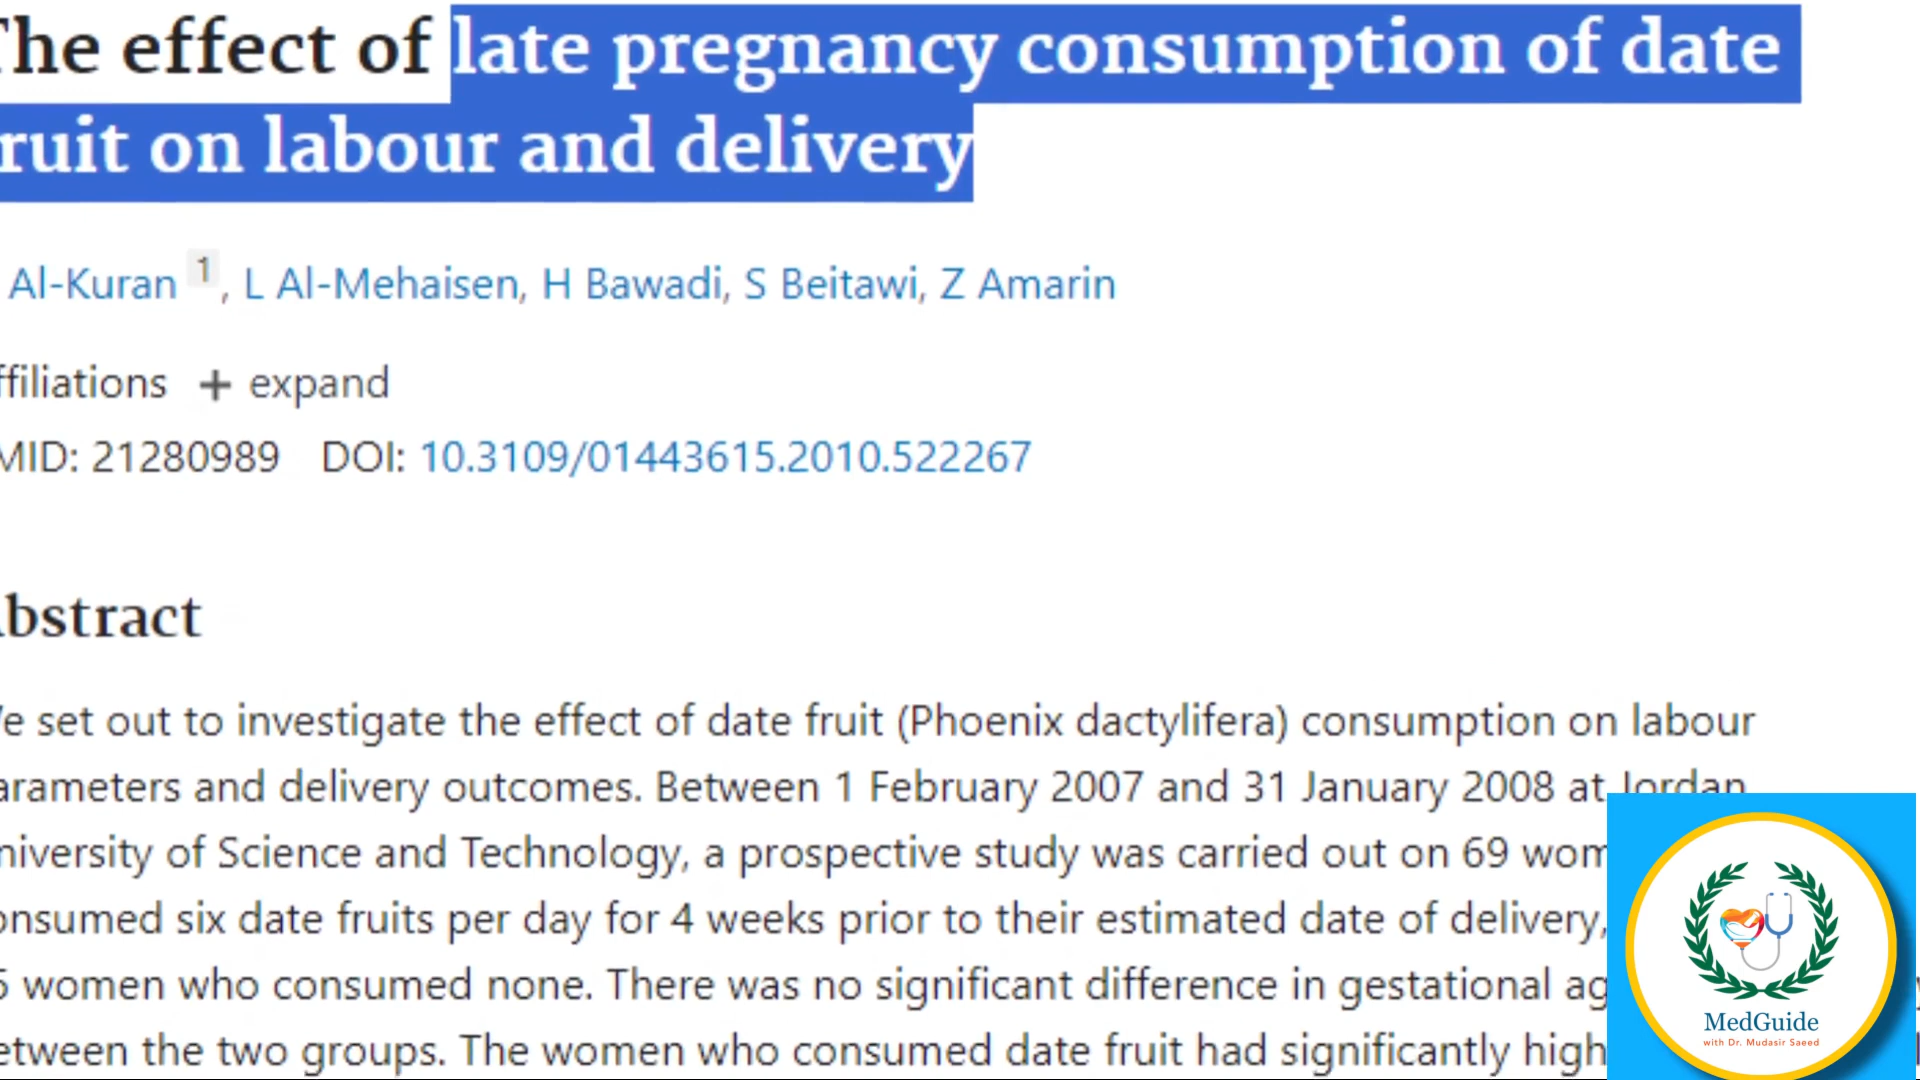 The effect of late pregnancy consumption of date
ruit on labour and delivery
Al-Kuran 1, L Al-Mehaisen, H Bawadi, S Beitawi, Z Amarin
ffiliations + expand
MID: 21280989 DOI: 10.3109/01443615.2010.522267
Abstract
We set out to investigate the effect of date fruit (Phoenix dactylifera) consumption on labour
arameters and delivery outcomes. Between 1 February 2007 and 31 January 2008 at Jordan
niversity of Science and Technology, a prospective study was carried out on 69 wom
onsumed six date fruits per day for 4 weeks prior to their estimated date of delivery,
women who consumed none. There was no significant difference in gestational ag
etween the two groups. The women who consumed date fruit had significantly high
MedGuide
with Dr. Mudasir Saeed